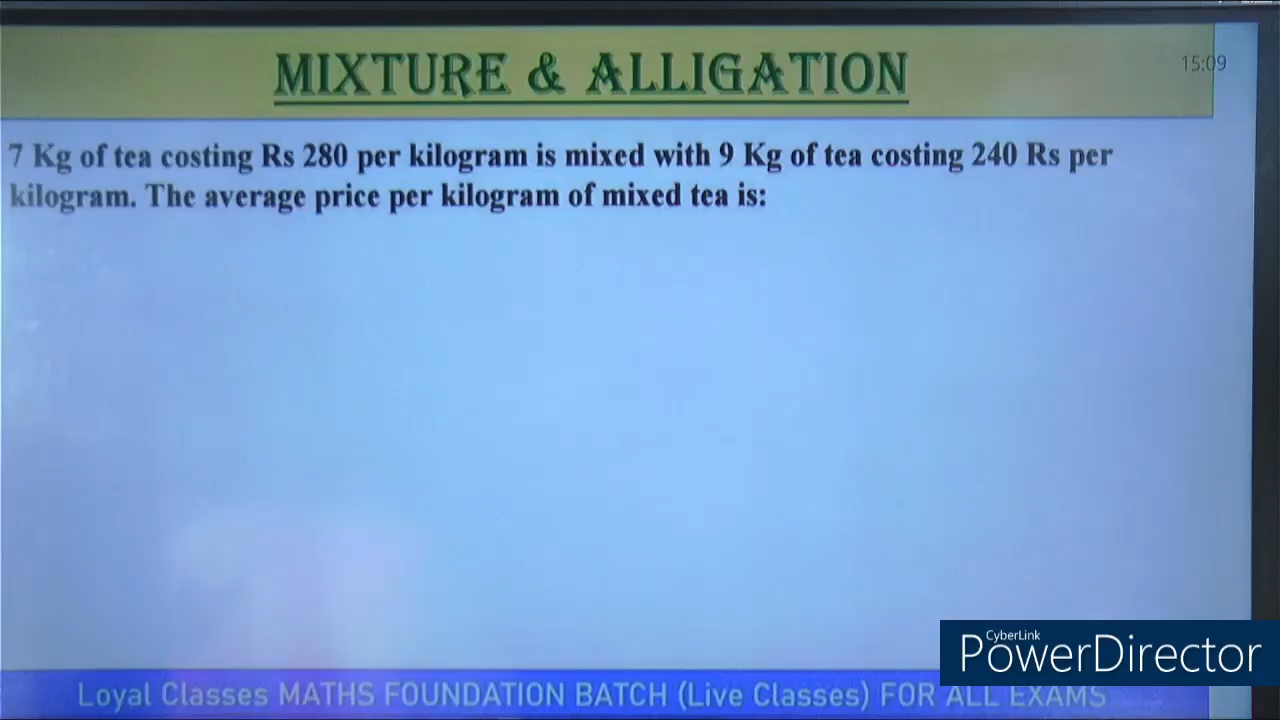 MIXTURE & ALLIGATION
15:09
7 Kg of tea costing Rs 280 per kilogram is mixed with 9 Kg of tea costing 240 Rs per
kilogram. The average price per kilogram of mixed tea is:
CyberLink
PowerDirector
Loyal Classes MATHS FOUNDATION BATCH (Live Classes) FOR ALL EXAMS